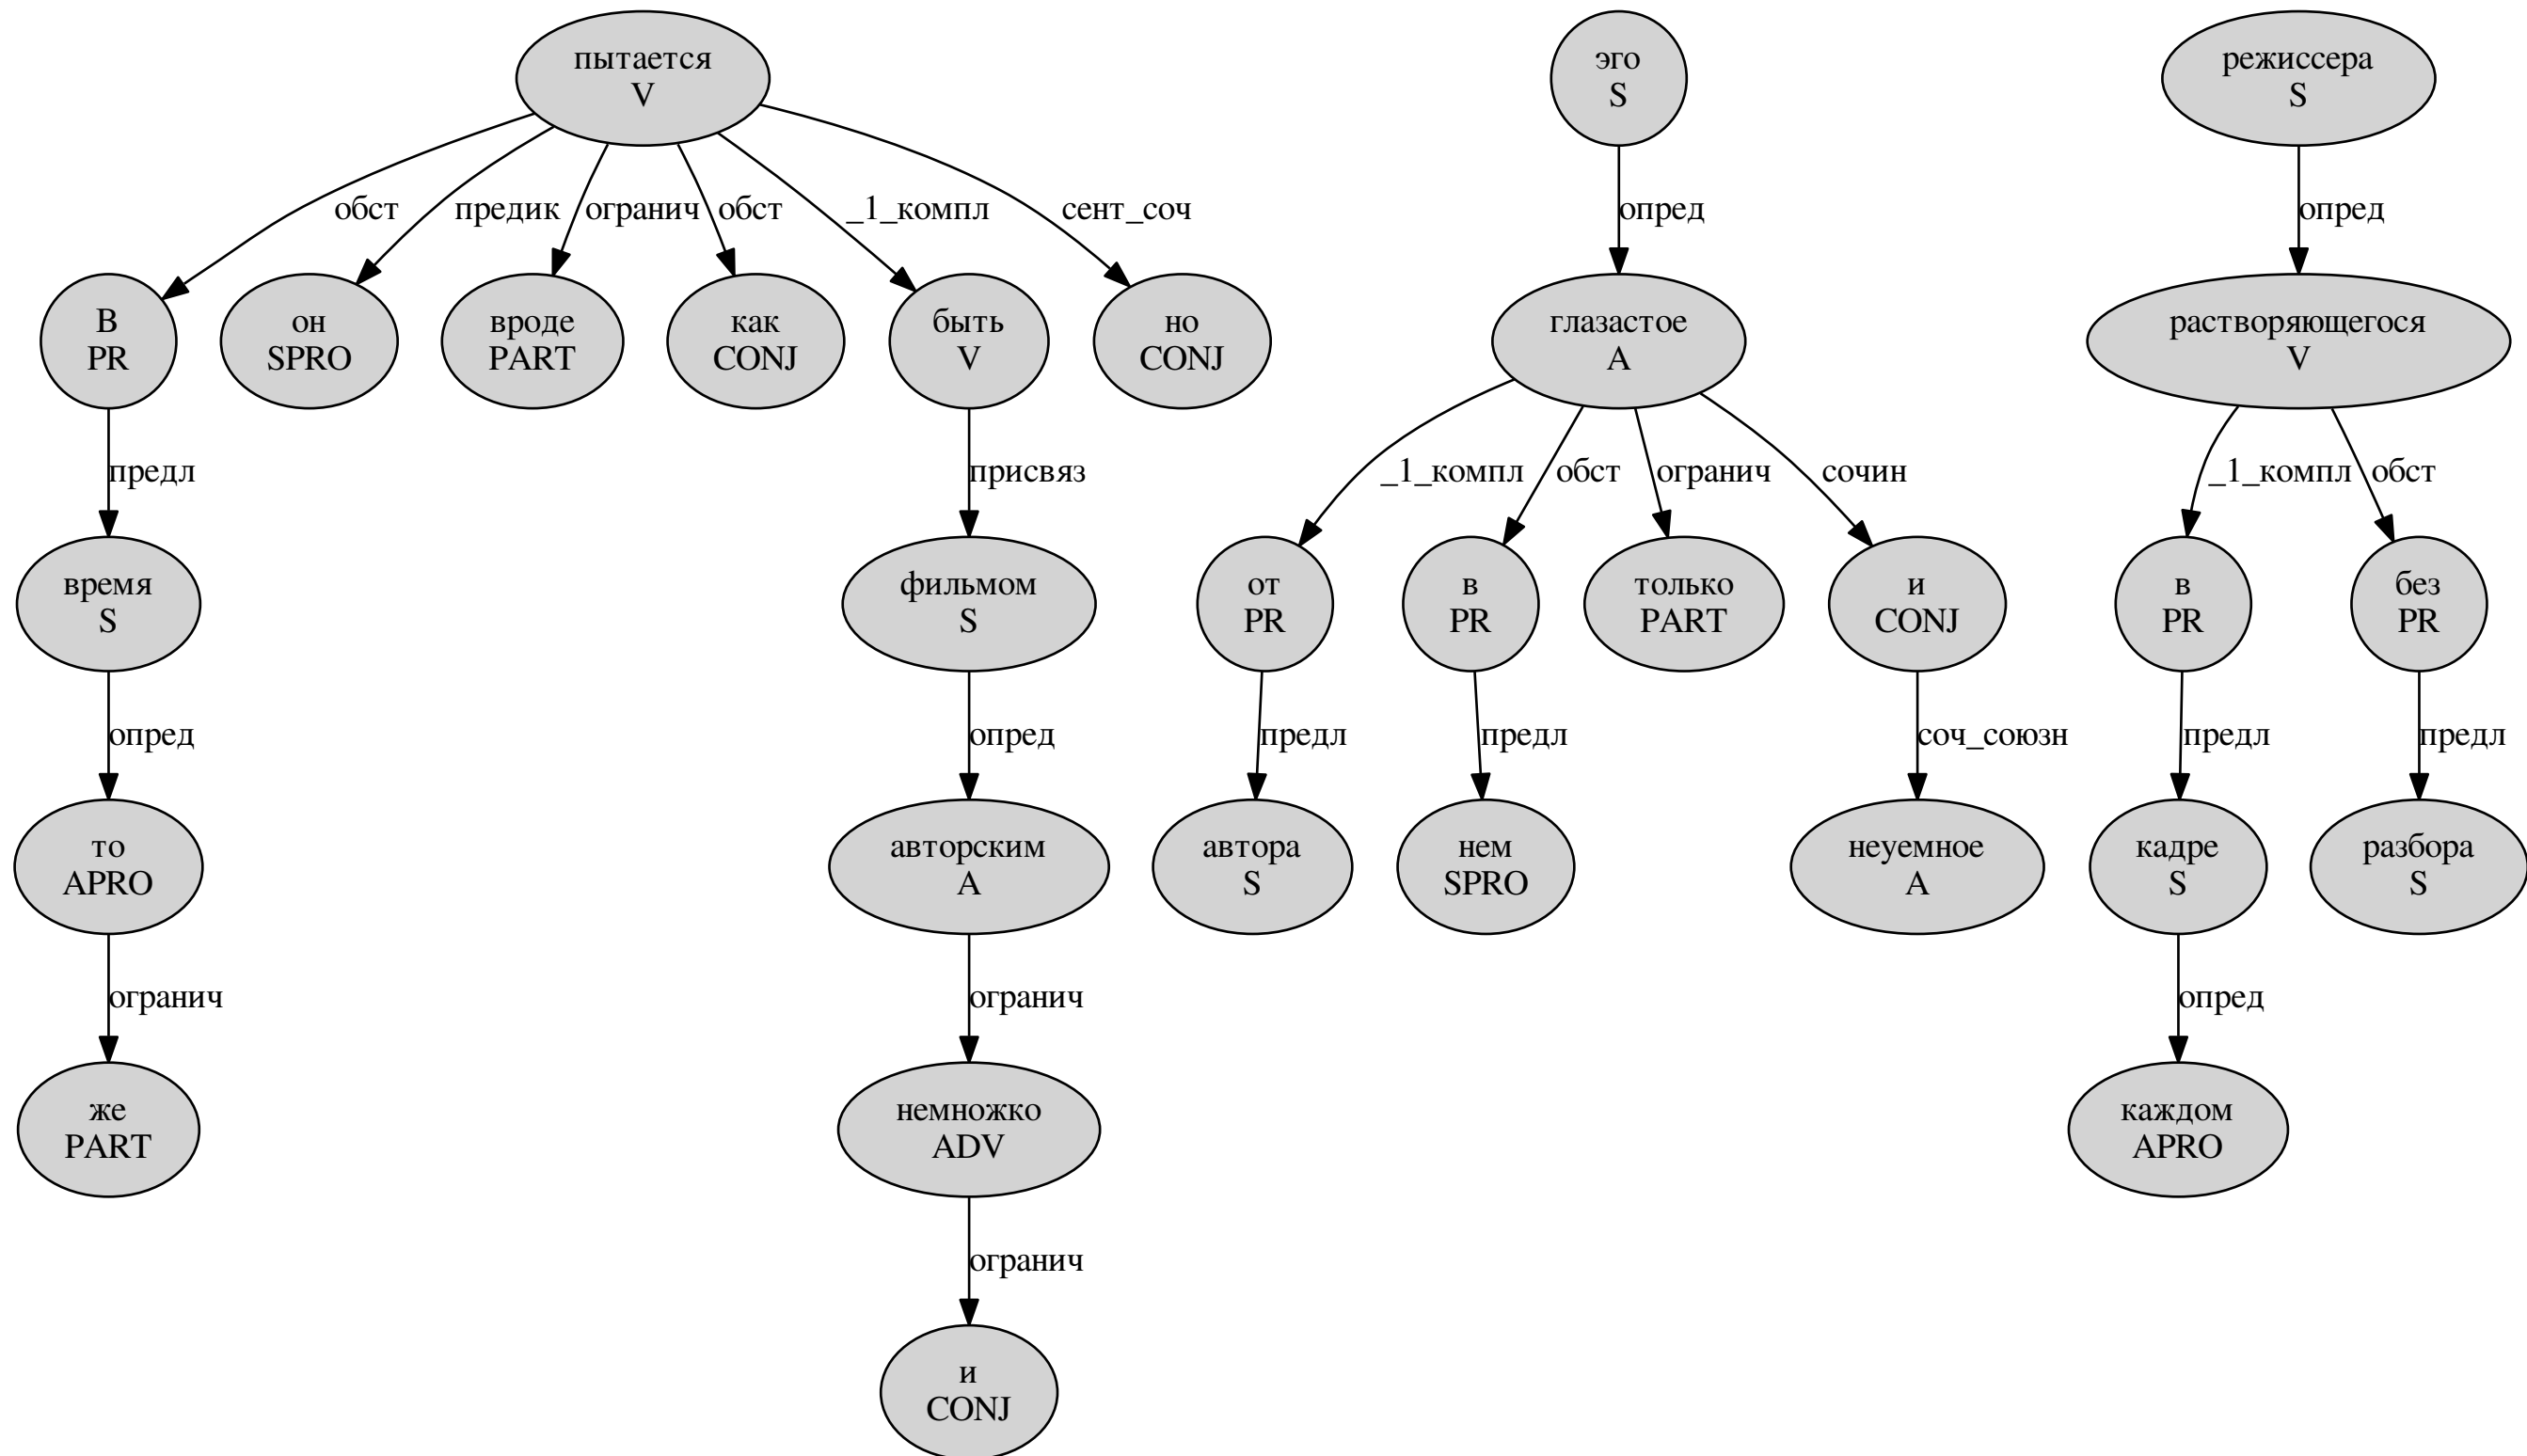 пытается
V
эго
S
режиссера
S
обст
предик
огранич
обст
_1_компл
сент_соч
опред
опред
В
PR
он
SPRO
вроде
PART
как
CONJ
быть
V
но
CONJ
глазастое
A
растворяющегося
V
предл
присвяз
_1_компл
обст
огранич
сочин
_1_компл
обст
время
S
фильмом
S
от
PR
в
PR
только
PART
и
CONJ
в
PR
без
PR
опред
опред
предл
предл
соч_союзн
предл
предл
то
APRO
авторским
A
автора
S
нем
SPRO
неуемное
A
кадре
S
разбора
S
огранич
огранич
опред
же
PART
немножко
ADV
каждом
APRO
огранич
и
CONJ